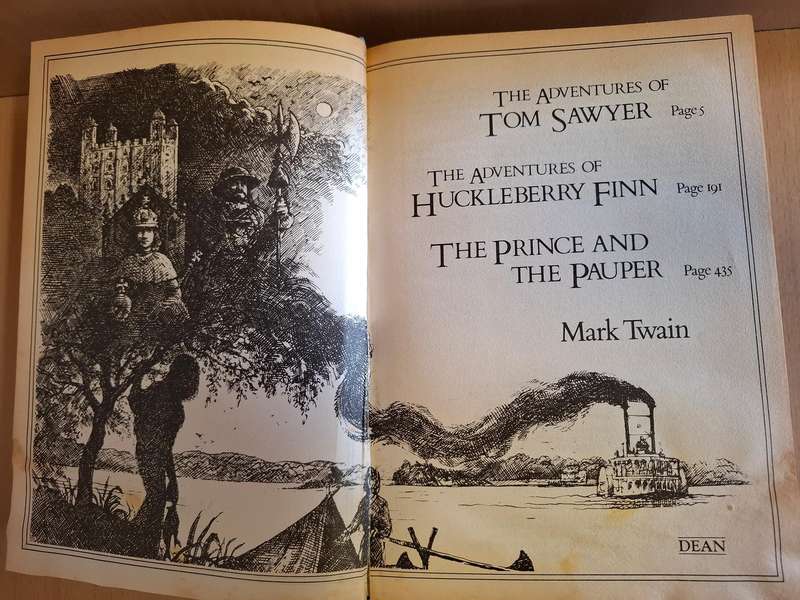 The Adventures of
Tom Sawyer Page 5
The Adventures of
Huckleberry Finn Page 191
The Prince and
the Pauper Page 435
Mark Twain
DEAN